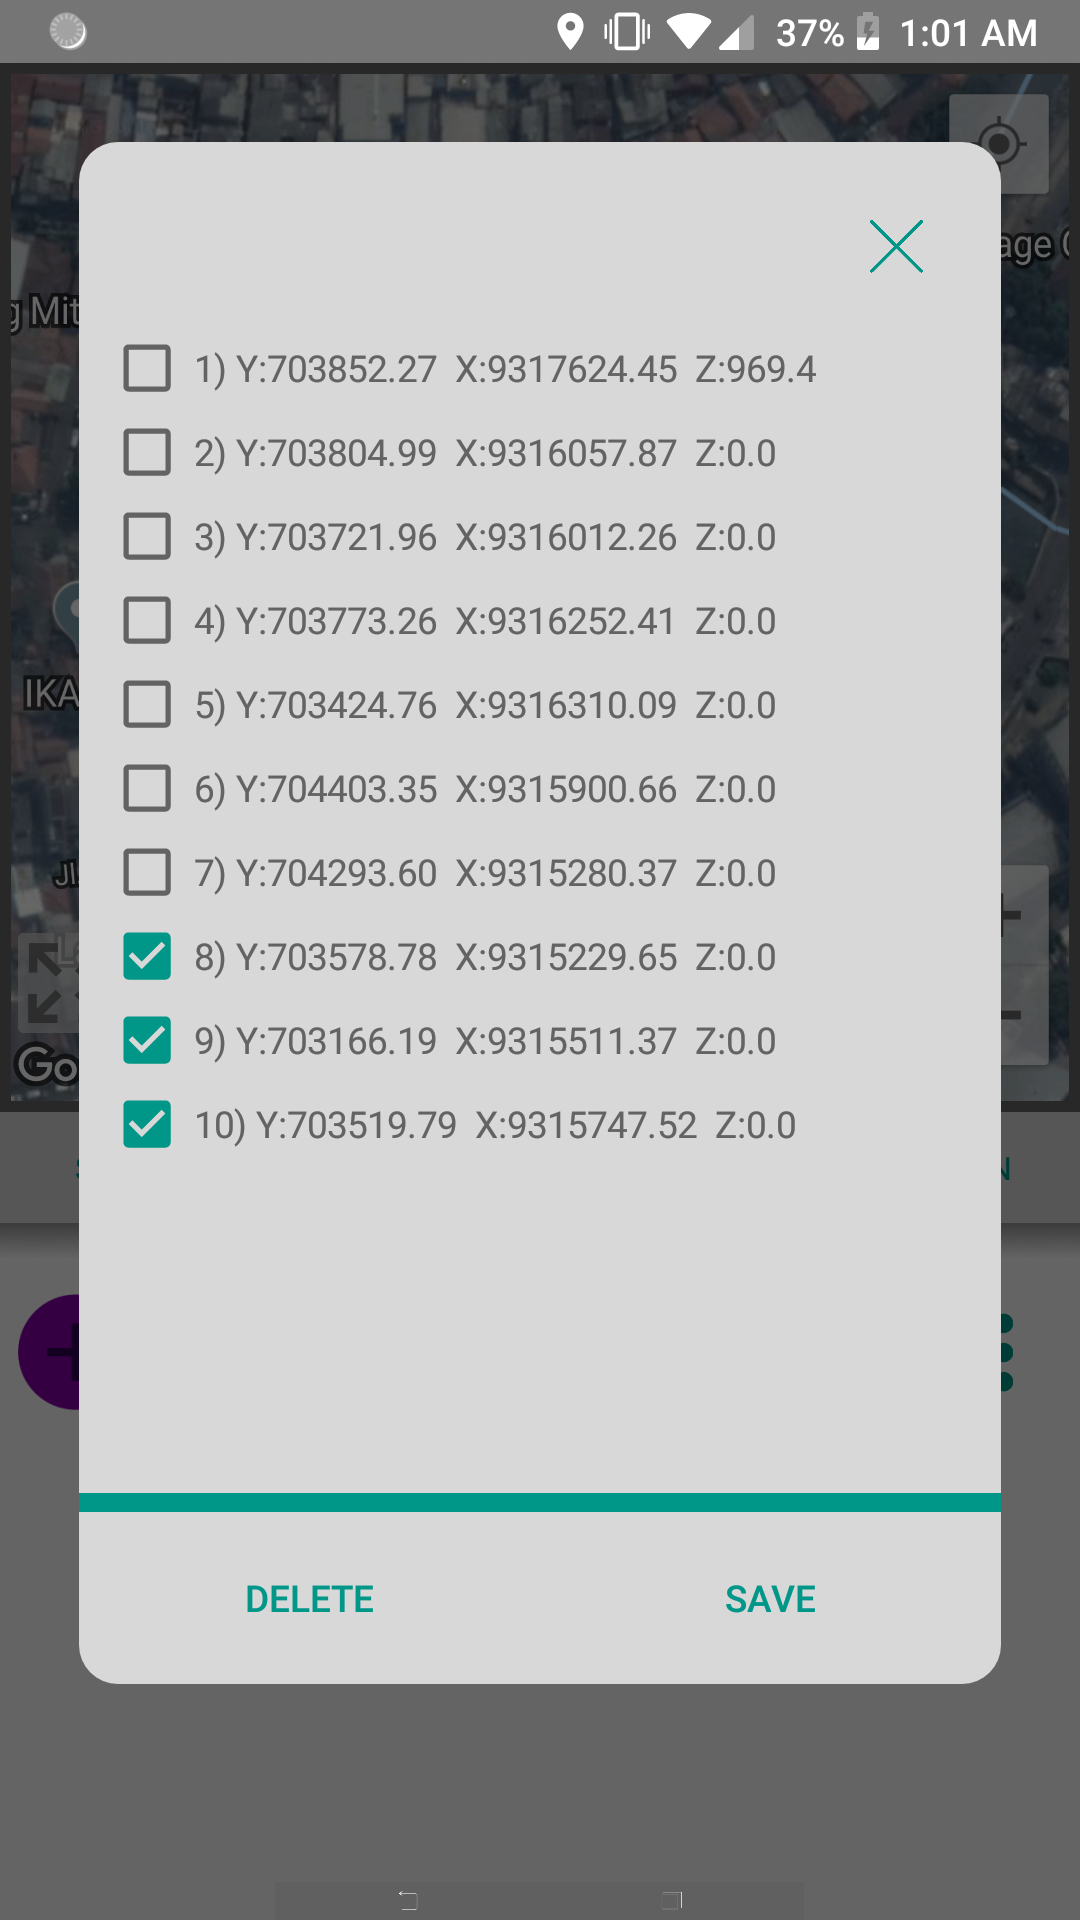 37% 1:01 AM
age
g Mit
1) Y:703852.27 X:9317624.45 Z:969.4
2) Y:703804.99 X:9316057.87 Z:0.0
3) Y:703721.96 X:9316012.26 Z:0.0
4) Y:703773.26 X:9316252.41 Z:0.0
5) Y:703424.76 X:9316310.09 Z:0.0
IKA
6) Y:704403.35 X:9315900.66 Z:0.0
7) Y:704293.60 X:9315280.37 Z:0.0
Jl.
8) Y:703578.78 X:9315229.65 Z:0.0
9) Y:703166.19 X:9315511.37 Z:0.0
Go
10) Y:703519.79 X:9315747.52 Z:0.0
N
DELETE SAVE